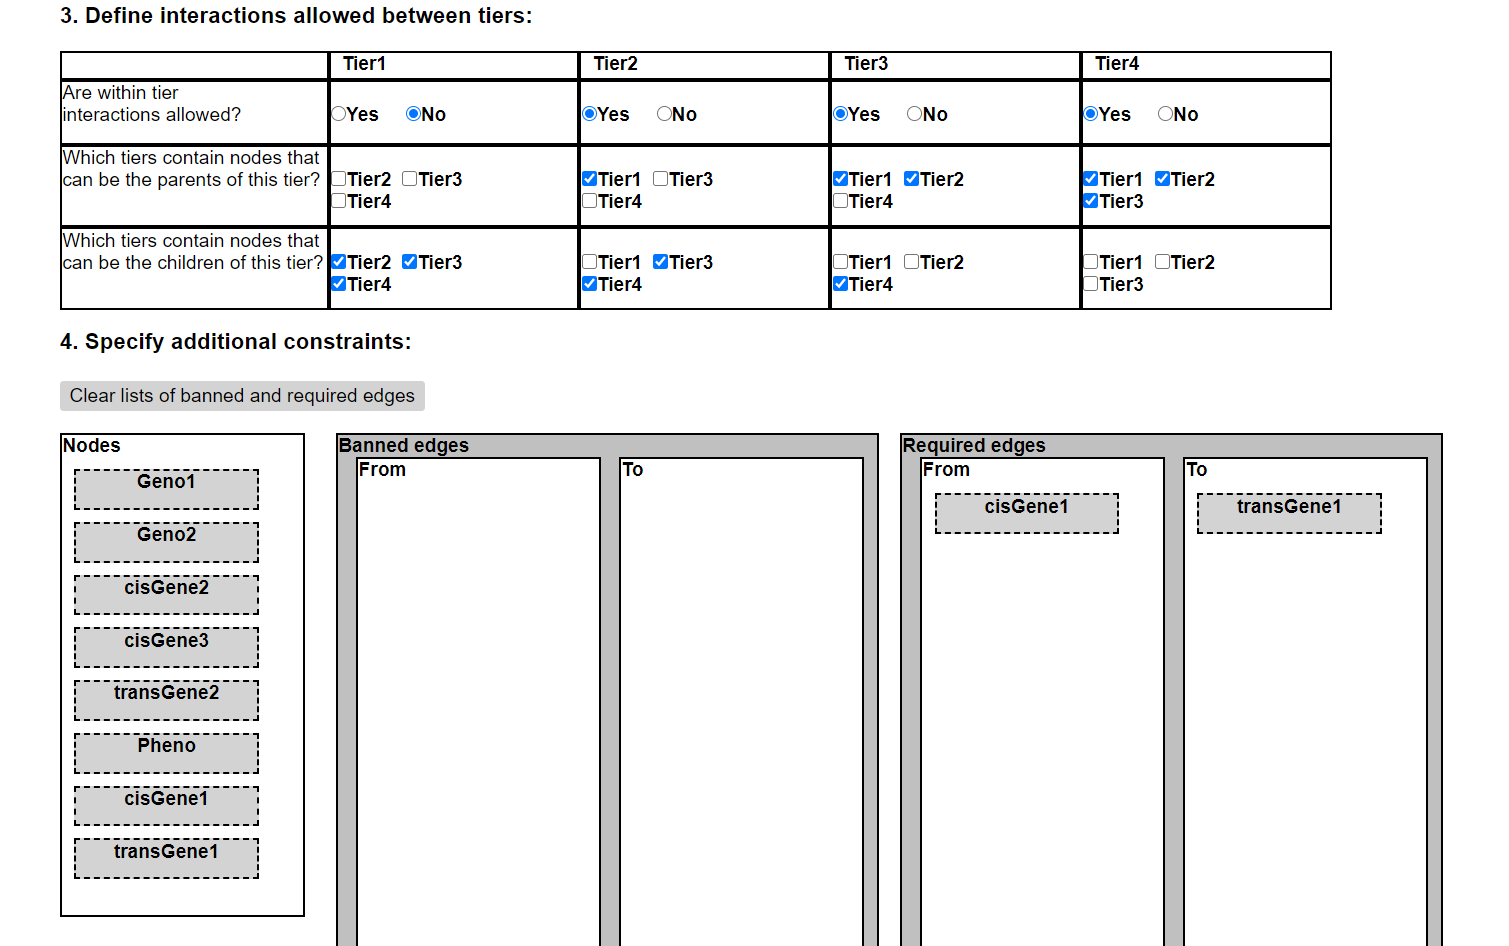 3. Define interactions allowed between tiers:
Tier1 Tier2 Tier3 Tier4
Are within tier
interactions allowed? Yes No Yes No Yes No Yes No
Which tiers contain nodes that
can be the parents of this tier? Tier2 Tier3 Tier1 Tier3 Tier1 Tier2 Tier1 Tier2
Tier4 Tier4 Tier4 Tier3
Which tiers contain nodes that
can be the children of this tier? Tier2 Tier3 Tier1 Tier3 Tier1 Tier2 Tier1 Tier2
Tier4 Tier4 Tier4 Tier3
4. Specify additional constraints:
Clear lists of banned and required edges
Nodes
Geno1
Geno2
cisGene2
cisGene3
transGene2
Pheno
cisGene1
transGene1
Banned edges
From
To
Required edges
From
cisGene1
To
transGene1